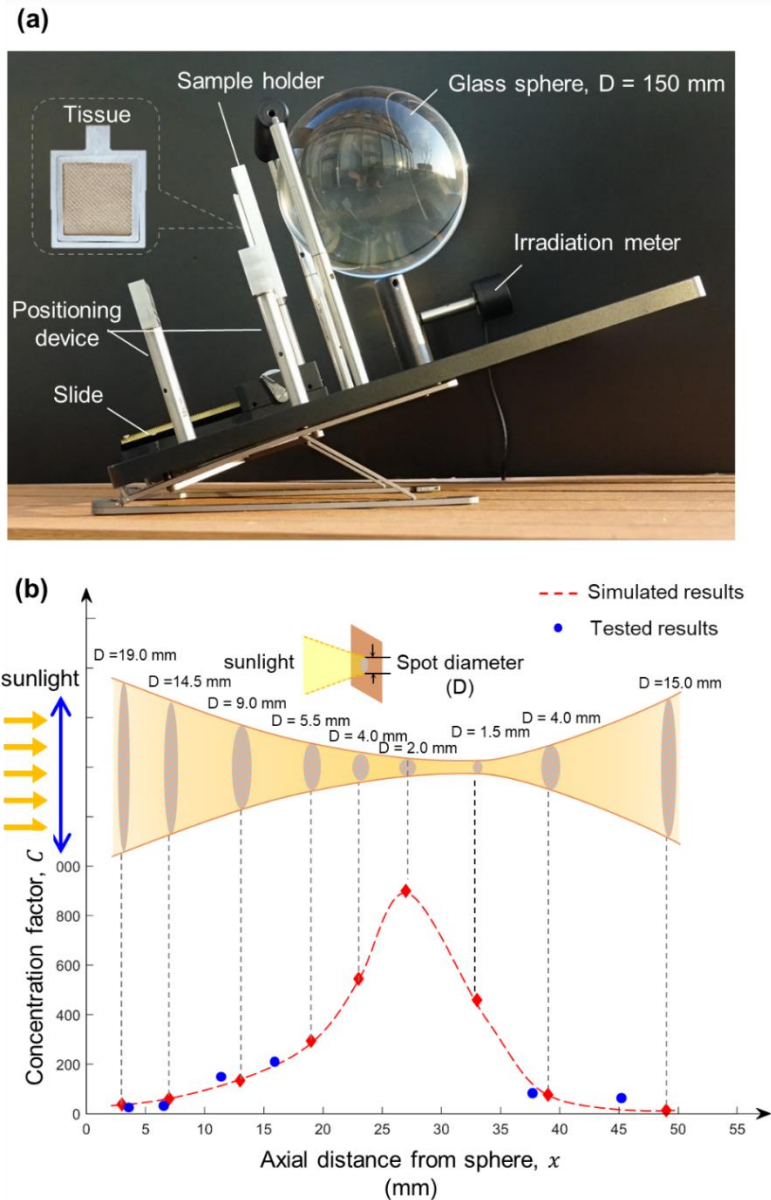 (a)
Sample holder
Glass sphere, D = 150 mm
Tissue
Irradiation meter
Positioning
device
Slide
(b)
Simulated results
Tested results
sunlight
Spot diameter
(D)
D =19.0 mm
sunlight
D =14.5 mm
D = 9.0 mm
D = 5.5 mm
D = 4.0 mm
D = 2.0 mm
D = 1.5 mm
D = 4.0 mm
D =15.0 mm
Concentration factor, C
000
800
600
400
200
0
0 5 10 15 20 25 30 35 40 45 50 55
Axial distance from sphere, x
(mm)